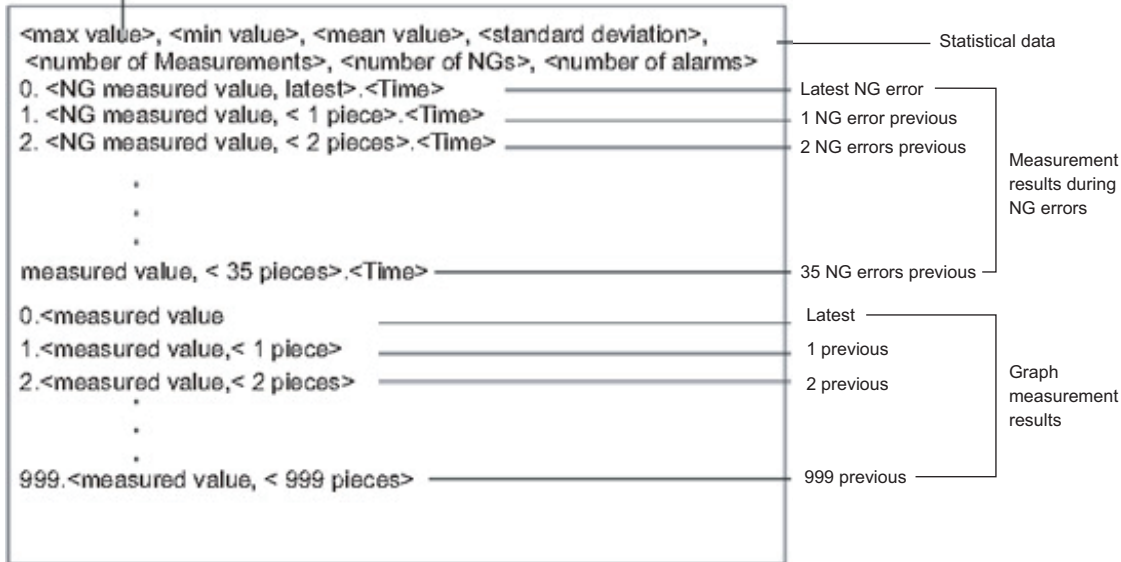 <max value>, <min value>, <mean value>, <standard deviation>,
<number of Measurements>, <number of NGs>, <number of alarms>
Statistical data
0. <NG measured value, latest>.<Time>
Latest NG error
1. <NG measured value, < 1 piece>.<Time>
1 NG error previous
2. <NG measured value, < 2 pieces>.<Time>
2 NG errors previous
Measurement
results during
NG errors
measured value, < 35 pieces>.<Time>
35 NG errors previous
0.<measured value
Latest
1.<measured value,< 1 piece>
1 previous
2.<measured value,< 2 pieces>
2 previous
Graph
measurement
results
999.<measured value, < 999 pieces>
999 previous